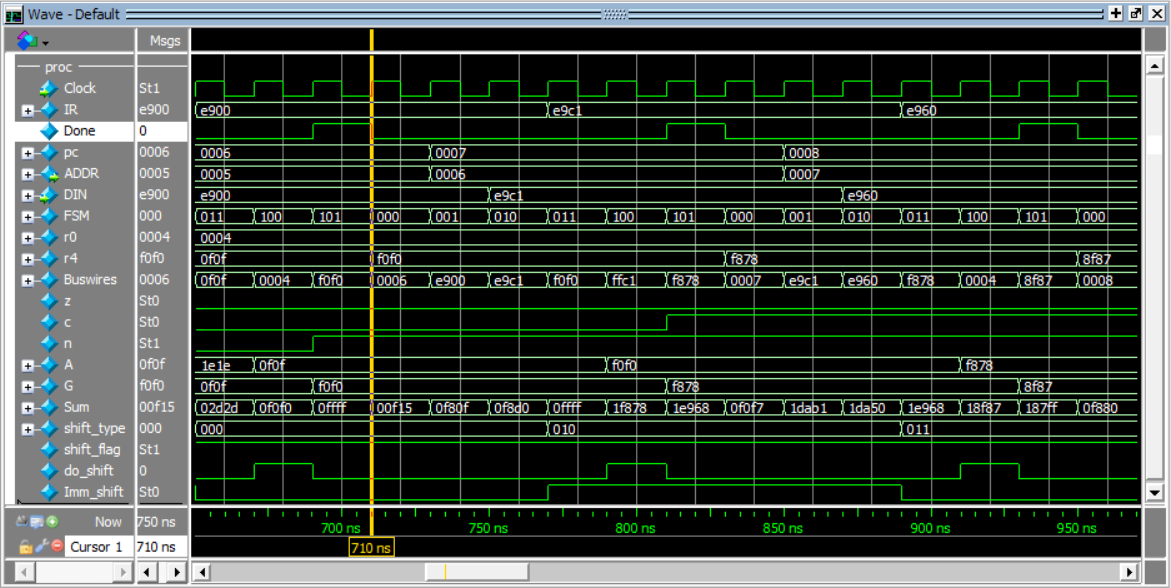 Wave - Default
Msgs
proc
Clock St1
IR e900 e900 e9c1 e960
Done 0
pc 0006 0006 0007 0008
ADDR 0005 0005 0006 0007
DIN e900 e900 e9c1 e960
FSM 000 011 100 101 000 001 010 011 100 101 000 001 010 011 100 101 000
r0 0004 0004
r4 f0f0 0f0f f0f0 f878 8f87
Buswires 0006 0f0f 0004 f0f0 0006 e900 e9c1 f0f0 ffc1 f878 0007 e9c1 e960 f878 0004 8f87 0008
z St0
c St0
n St1
A 0f0f 1e1e 0f0f f0f0 f878
G f0f0 0f0f f0f0 f878 8f87
Sum 00f15 02d2d 0f0f0 0ffff 00f15 0f80f 0f8d0 0ffff 1f878 1e968 0f0f7 1dab1 1da50 1e968 18f87 187ff 0f880
shift_type 000 000 010 011
shift_flag St1
do_shift 0
Imm_shift St0
Now 750 ns 700 ns 750 ns 800 ns 850 ns 900 ns 950 ns
Cursor 1 710 ns 710 ns